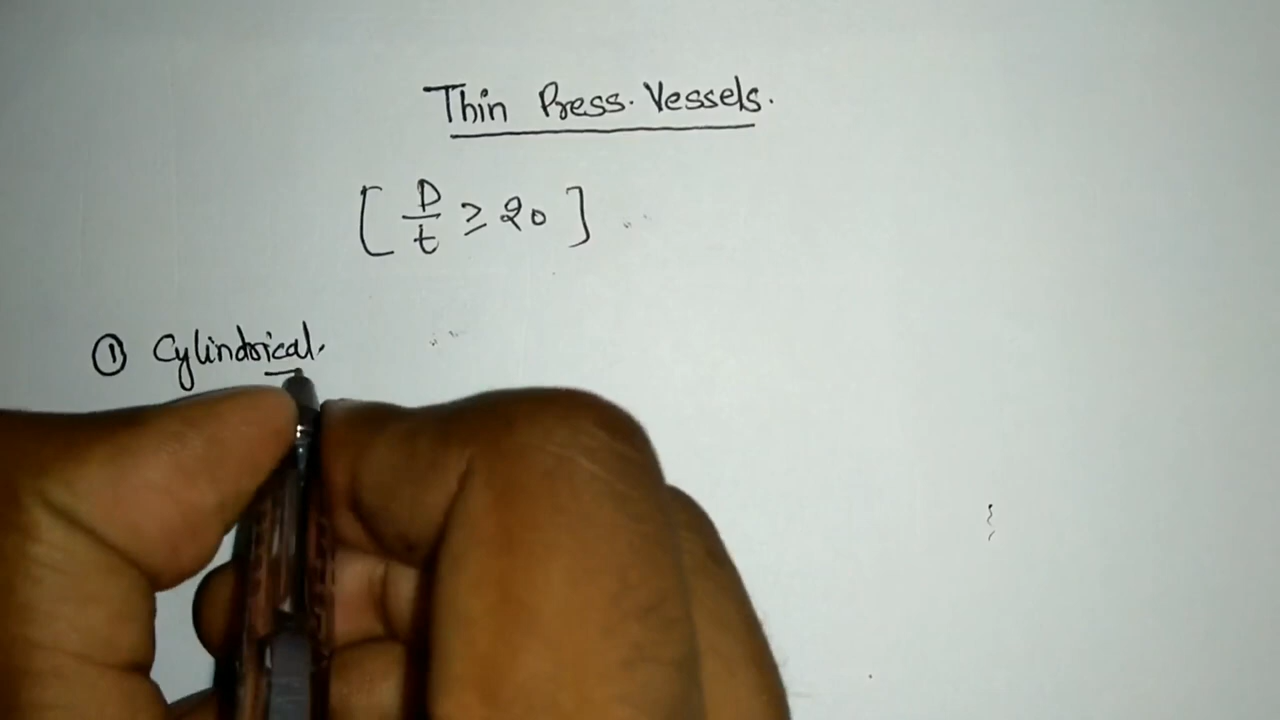 Thin Press. Vessels.
[ D/t ≥ 20 ]
① Cylindrical.